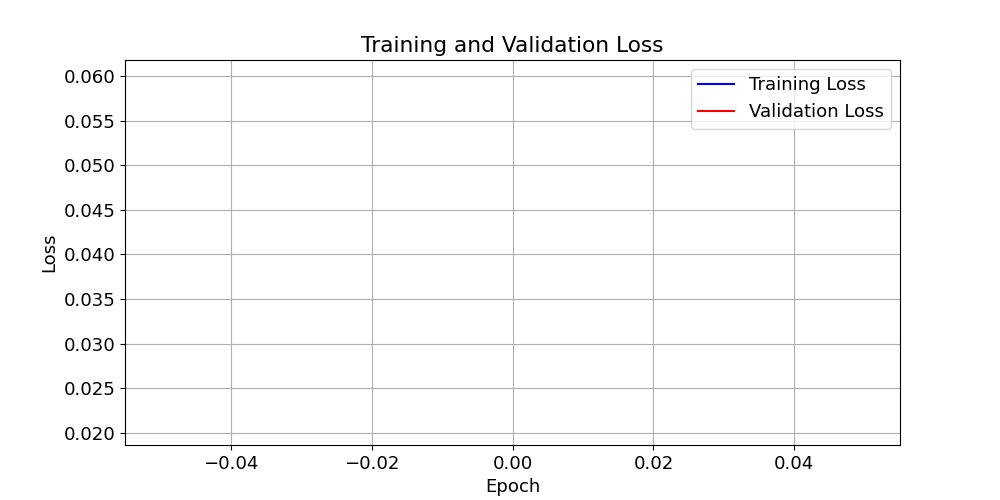 Training and Validation Loss
Training Loss
Validation Loss
0.060
0.055
0.050
0.045
0.040
0.035
0.030
0.025
0.020
Loss
−0.04 −0.02 0.00 0.02 0.04
Epoch